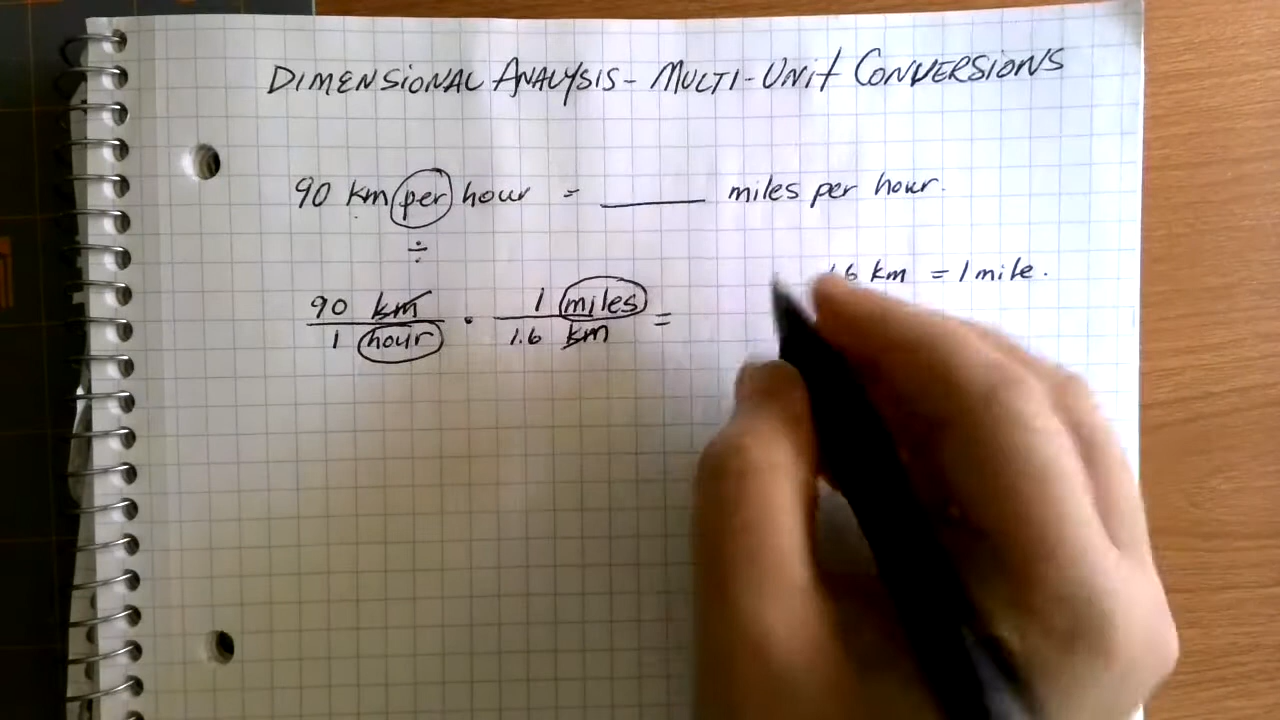 DIMENSIONAL ANALYSIS - MULTI-UNIT CONVERSIONS
90 km per hour = ______ miles per hour.
÷
6 km = 1 mile.
90 km / 1 hour · 1 miles / 1.6 km =